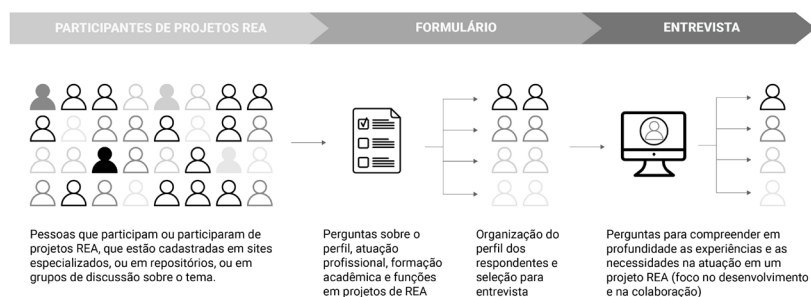 PARTICIPANTES DE PROJETOS REA
FORMULÁRIO
ENTREVISTA
Pessoas que participam ou participaram de
projetos REA, que estão cadastradas em sites
especializados, ou em repositórios, ou em
grupos de discussão sobre o tema.
Perguntas sobre o
perfil, atuação
profissional, formação
acadêmica e funções
em projetos de REA
Organização do
perfil dos
respondentes e
seleção para
entrevista
Perguntas para compreender em
profundidade as experiências e as
necessidades na atuação em um
projeto REA (foco no desenvolvimento
e na colaboração)